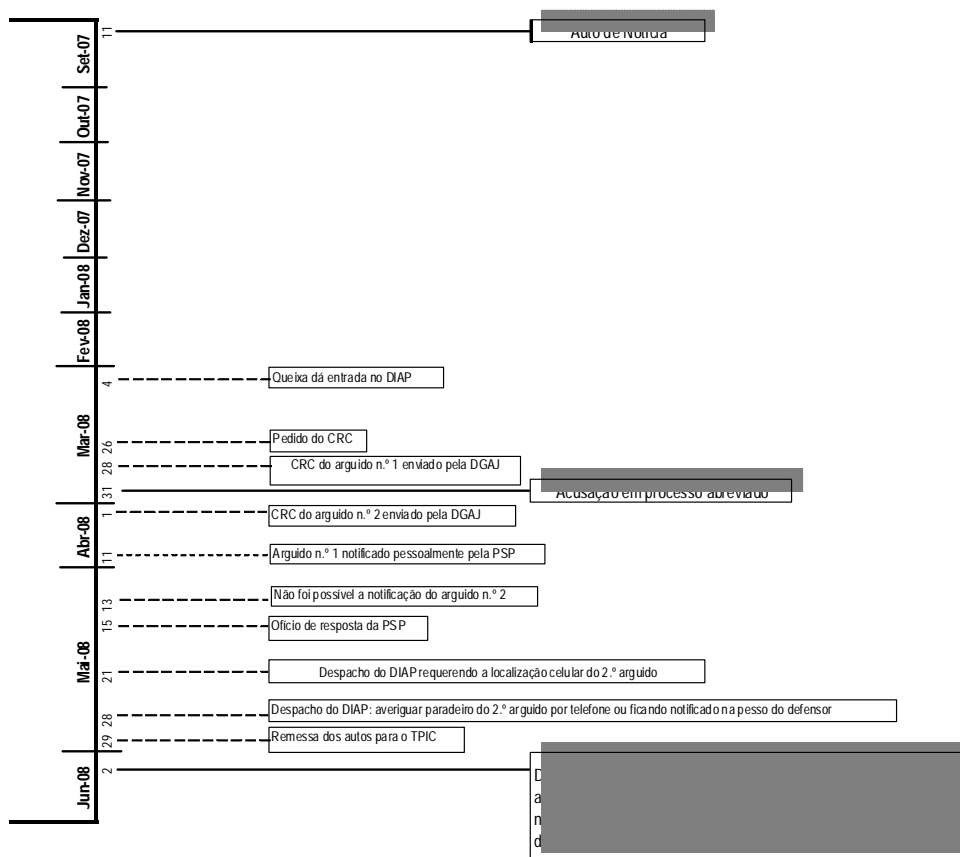 Set-07
11
Auto de Notícia
Out-07
Nov-07
Dez-07
Jan-08
Fev-08
Mar-08
4
Queixa dá entrada no DIAP
26
Pedido do CRC
28
CRC do arguido n.º 1 enviado pela DGAJ
31
Acusação em processo abreviado
Abr-08
1
CRC do arguido n.º 2 enviado pela DGAJ
11
Arguido n.º 1 notificado pessoalmente pela PSP
Mai-08
13
Não foi possível a notificação do arguido n.º 2
15
Ofício de resposta da PSP
21
Despacho do DIAP requerendo a localização celular do 2.º arguido
28
Despacho do DIAP: averiguar paradeiro do 2.º arguido por telefone ou ficando notificado na pesso do defensor
29
Remessa dos autos para o TPIC
Jun-08
2